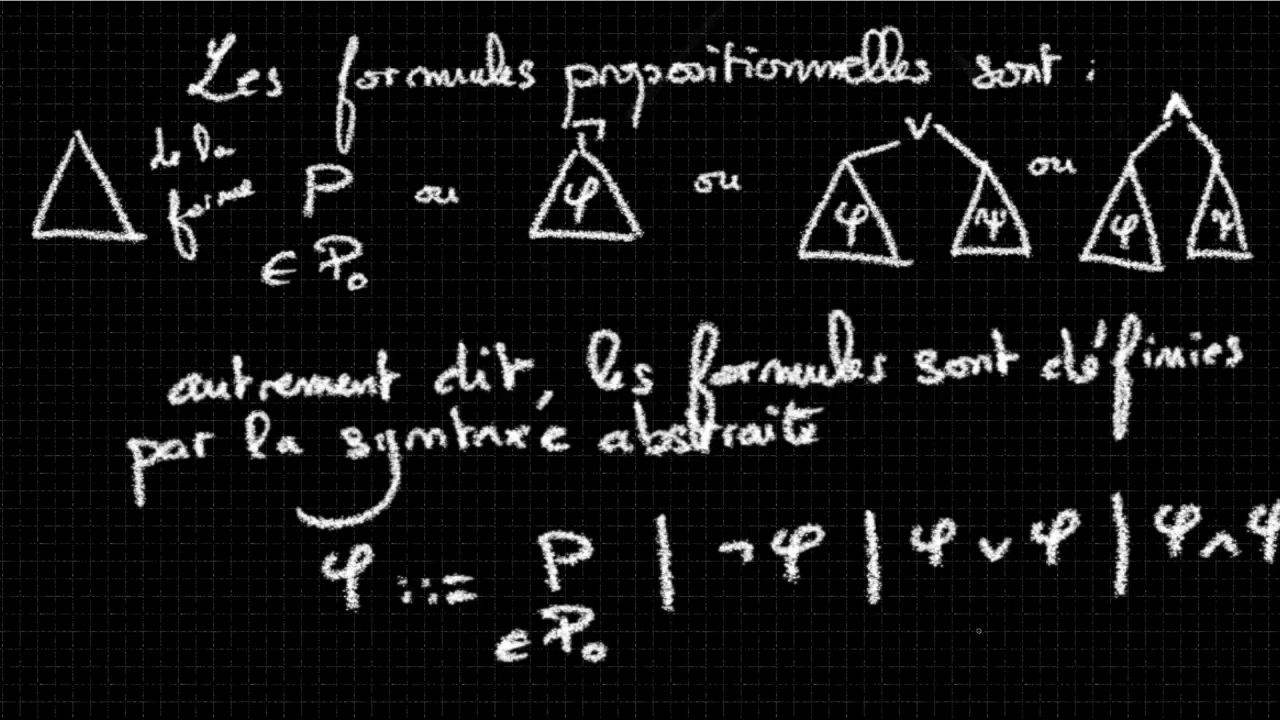 Les formules propositionnelles sont :
de la
forme P ou ¬ φ ou ∨ φ ψ ou ∧ φ ψ
∈ P₀
autrement dit, les formules sont définies
par la syntaxe abstraite
φ ::= P | ¬φ | φ ∨ φ | φ ∧ φ
∈ P₀